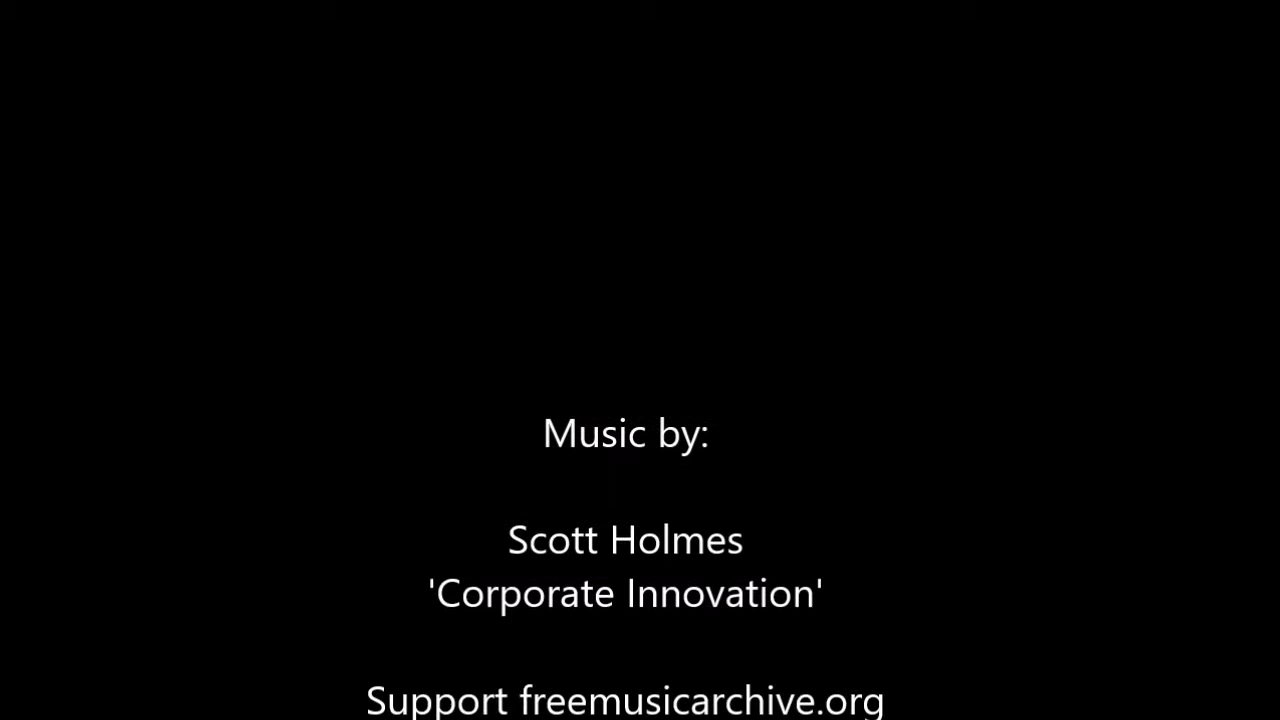 Music by:
Scott Holmes
'Corporate Innovation'
Support freemusicarchive.org